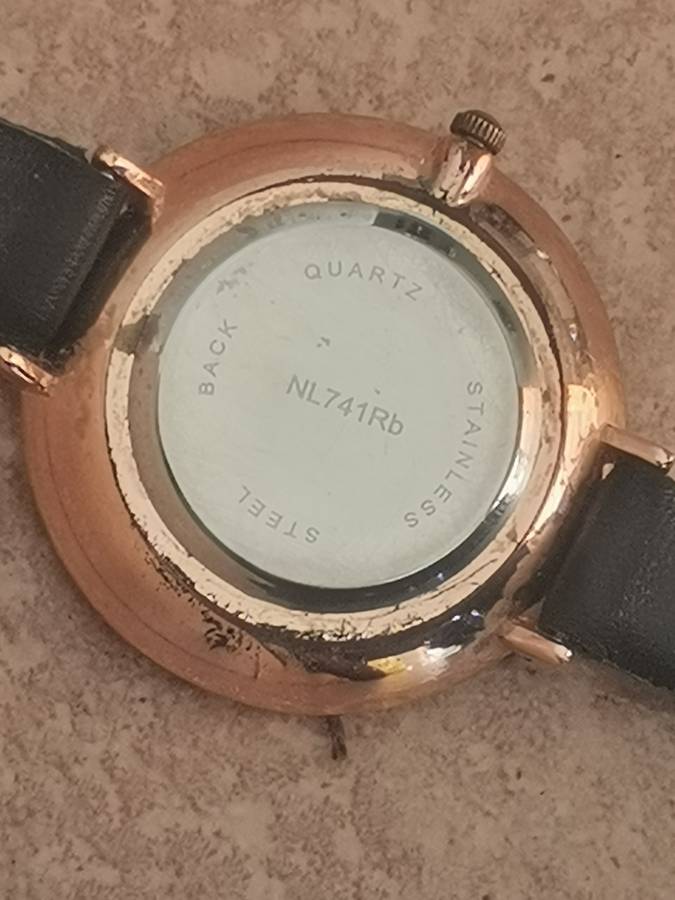 QUARTZ
STAINLESS
STEEL
BACK
NL741Rb